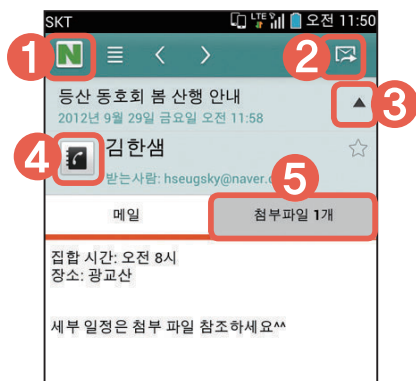 SKT LTE 오전 11:50
1 N 2
등산 동호회 봄 산행 안내
2012년 9월 29일 금요일 오전 11:58
3
4 김한샘
받는사람: hseugsky@naver.
5
메일 첨부파일 1개
집합 시간: 오전 8시
장소: 광교산
세부 일정은 첨부 파일 참조하세요^^